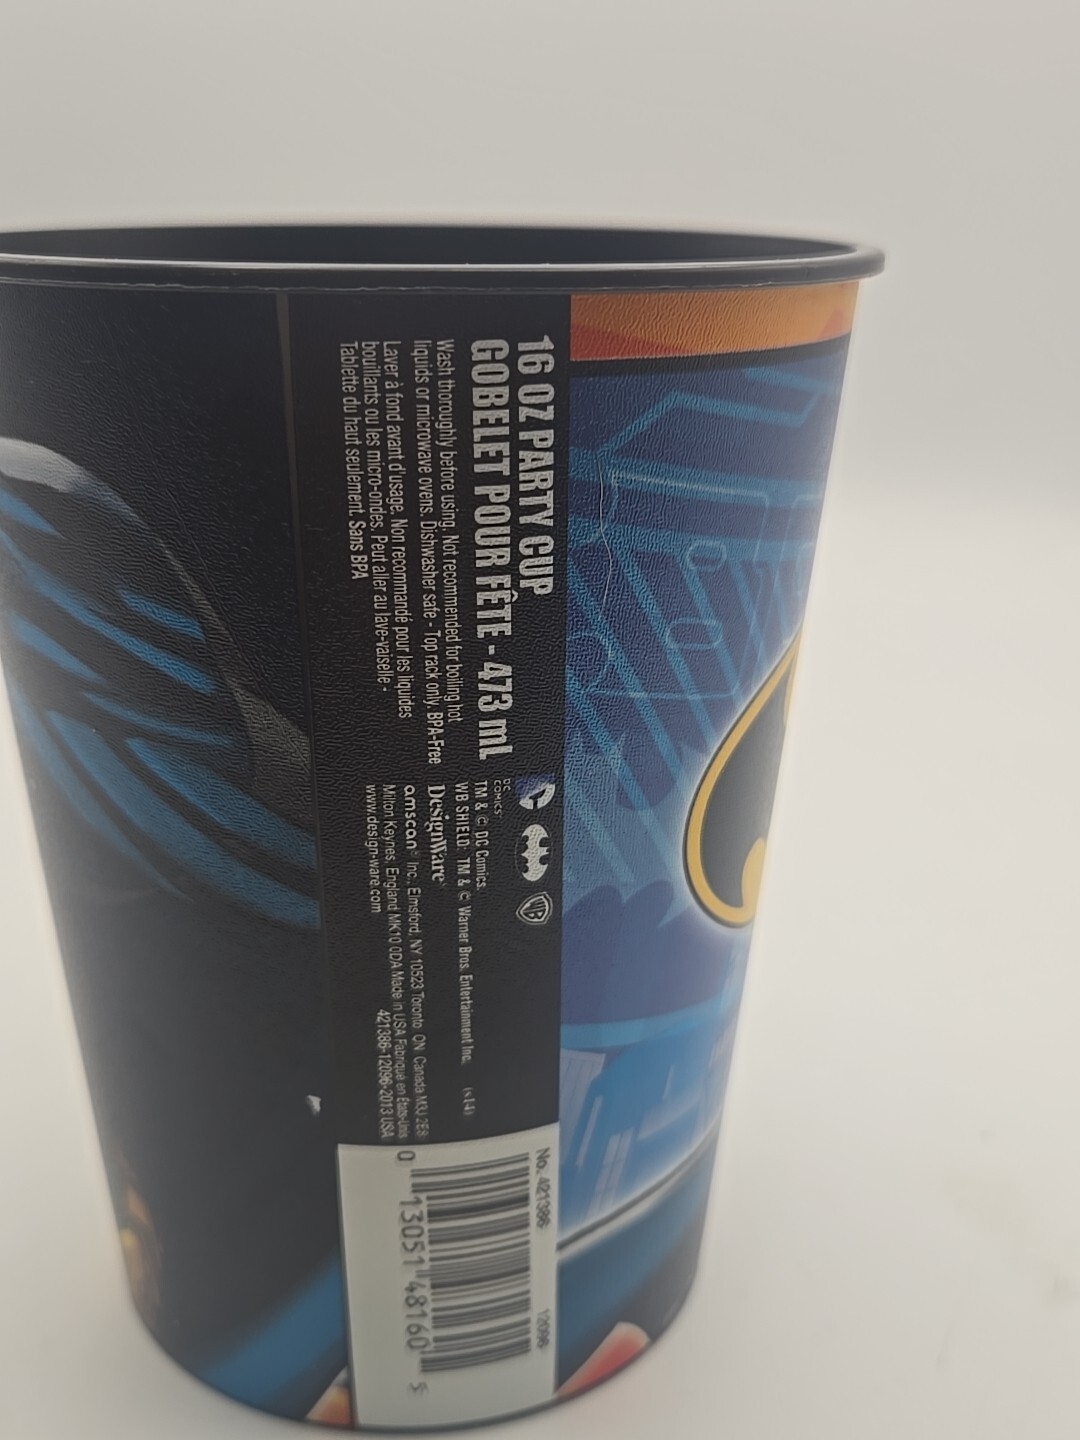 16 OZ PARTY CUP
GOBELET POUR FÊTE - 473 mL
Wash thoroughly before using. Not recommended for boiling hot
liquids or microwave ovens. Dishwasher safe - Top rack only. BPA-Free
Laver à fond avant d'usage. Non recommandé pour les liquides
bouillants ou les micro-ondes. Peut aller au lave-vaiselle -
Tablette du haut seulement. Sans BPA
DC
COMICS
WB
TM & © DC Comics.
WB SHIELD: TM & © Warner Bros. Entertainment Inc.
(s14)
DesignWare®
amscan® Inc., Elmsford, NY 10523 Toronto, ON Canada M3J 2E8
Milton Keynes, England MK10 0DA Made in USA Fabriqué en États-Unis
www.design-ware.com
421386-12096-2013 USA
No. 421386
12096
0 13051 48160 5